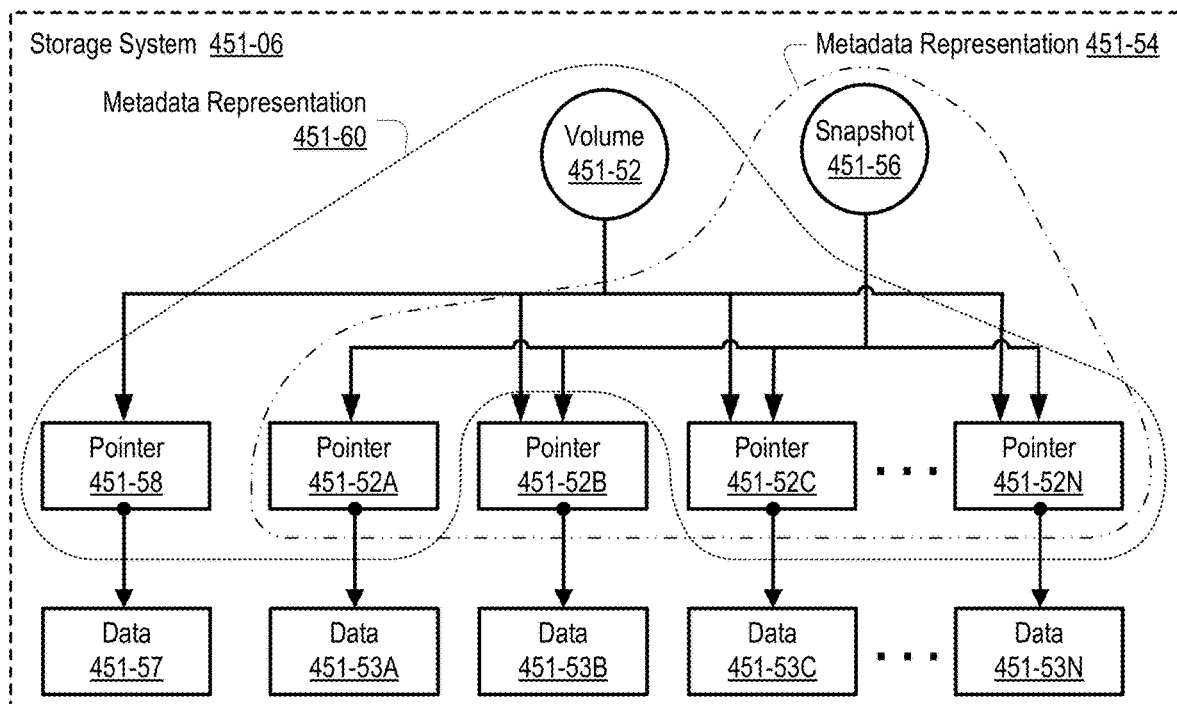 Storage System 451-06
Metadata Representation 451-54
Metadata Representation
451-60
Volume
451-52
Snapshot
451-56
Pointer
451-58
Pointer
451-52A
Pointer
451-52B
Pointer
451-52C
Pointer
451-52N
Data
451-57
Data
451-53A
Data
451-53B
Data
451-53C
Data
451-53N